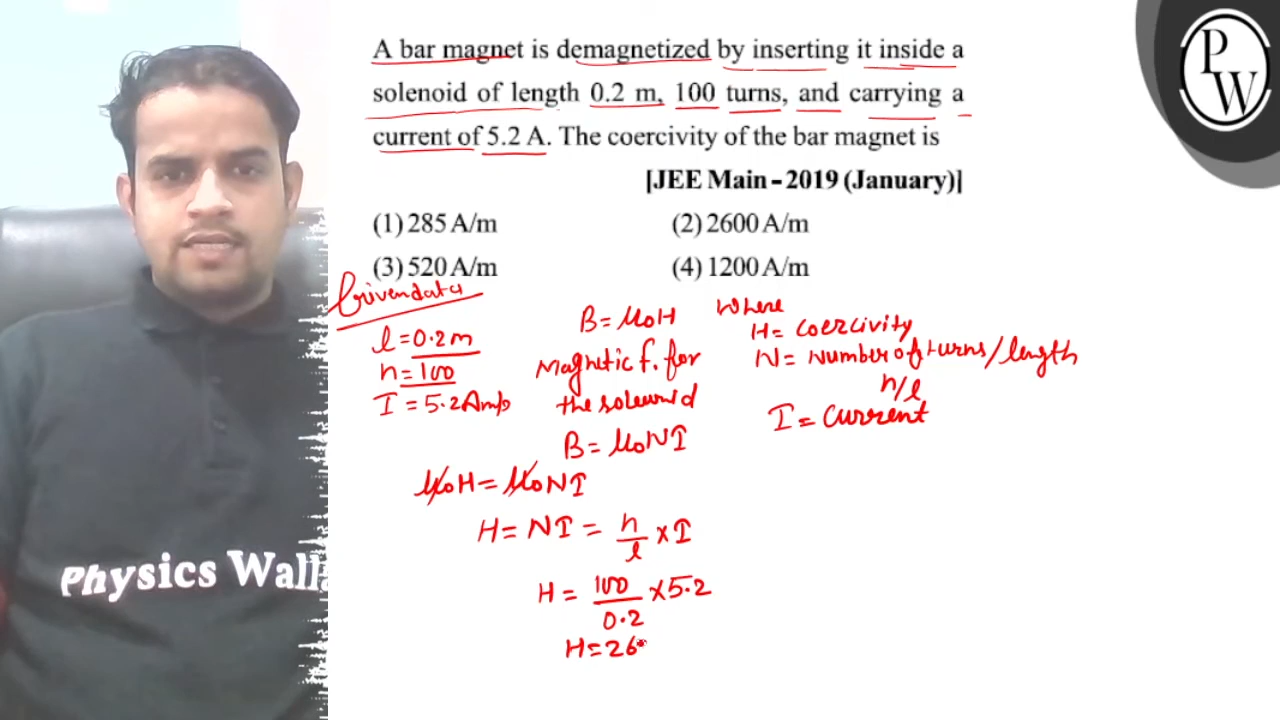 A bar magnet is demagnetized by inserting it inside a
solenoid of length 0.2 m, 100 turns, and carrying a
current of 5.2 A. The coercivity of the bar magnet is
[JEE Main - 2019 (January)]
(1) 285 A/m (2) 2600 A/m
(3) 520 A/m (4) 1200 A/m
Given data
l = 0.2 m
n = 100
I = 5.2 Amp
B = μ₀H
Magnetic f. for
the solenoid
B = μ₀NI
Where
H = coercivity
N = Number of turns/length
n/l
I = Current
μ₀H = μ₀NI
H = NI = n/l × I
H = 100/0.2 × 5.2
H = 26
Physics Walla
PW